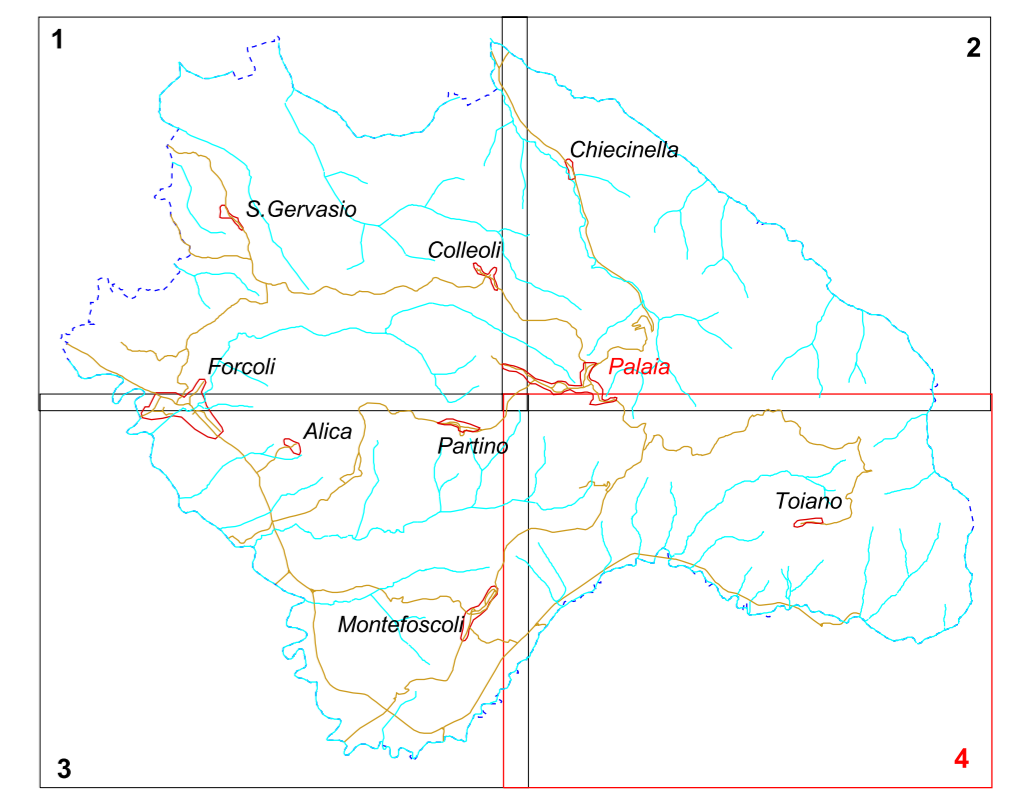 1
2
Chiecinella
S.Gervasio
Colleoli
Forcoli
Palaia
Alica
Partino
Toiano
Montefoscoli
3
4